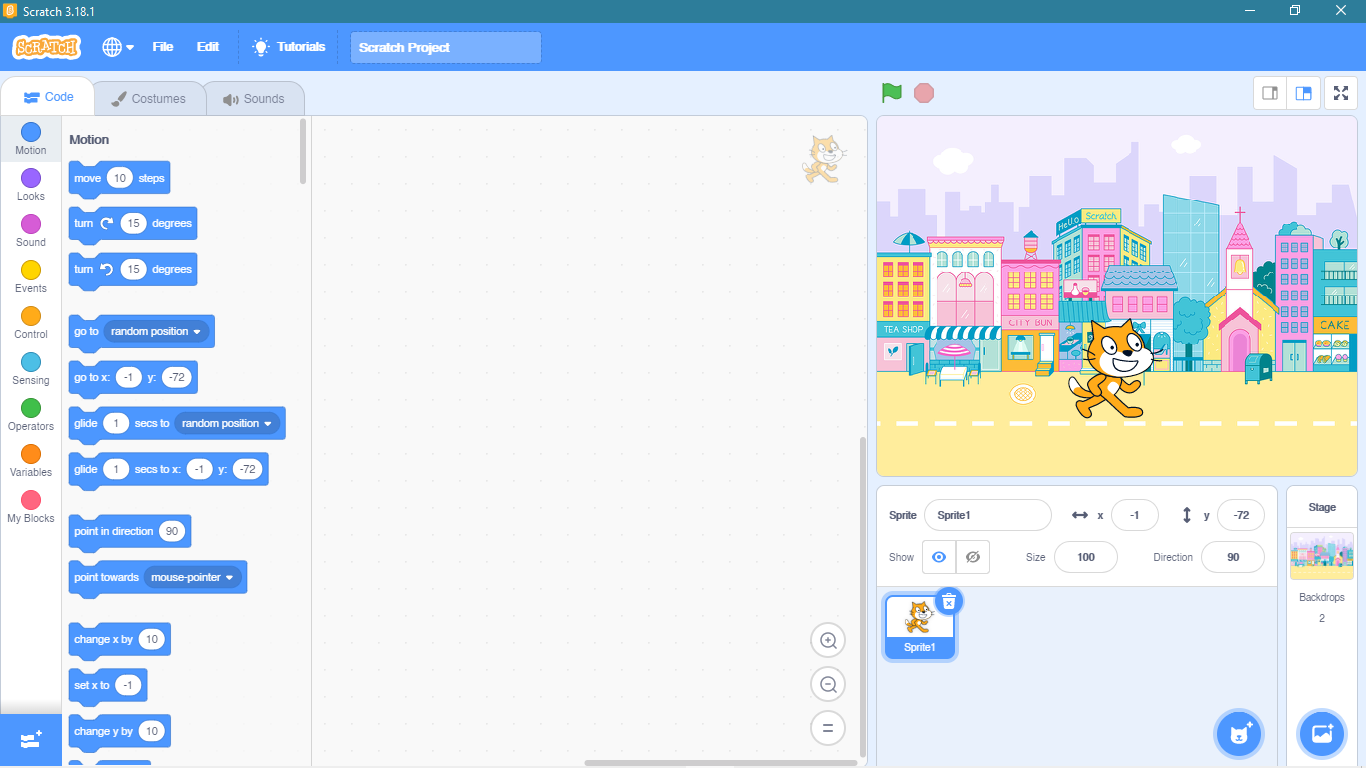 Scratch 3.18.1
SCRATCH
File
Edit
Tutorials
Scratch Project
Code
Costumes
Sounds
Motion
Looks
Sound
Events
Control
Sensing
Operators
Variables
My Blocks
Motion
move 10 steps
turn 15 degrees
turn 15 degrees
go to random position
go to x: -1 y: -72
glide 1 secs to random position
glide 1 secs to x: -1 y: -72
point in direction 90
point towards mouse-pointer
change x by 10
set x to -1
change y by 10
Hello Scratch
TEA SHOP
CITY BUN
CAKE
Sprite Sprite1 x -1 y -72
Show Size 100 Direction 90
Sprite1
Stage
Backdrops
2